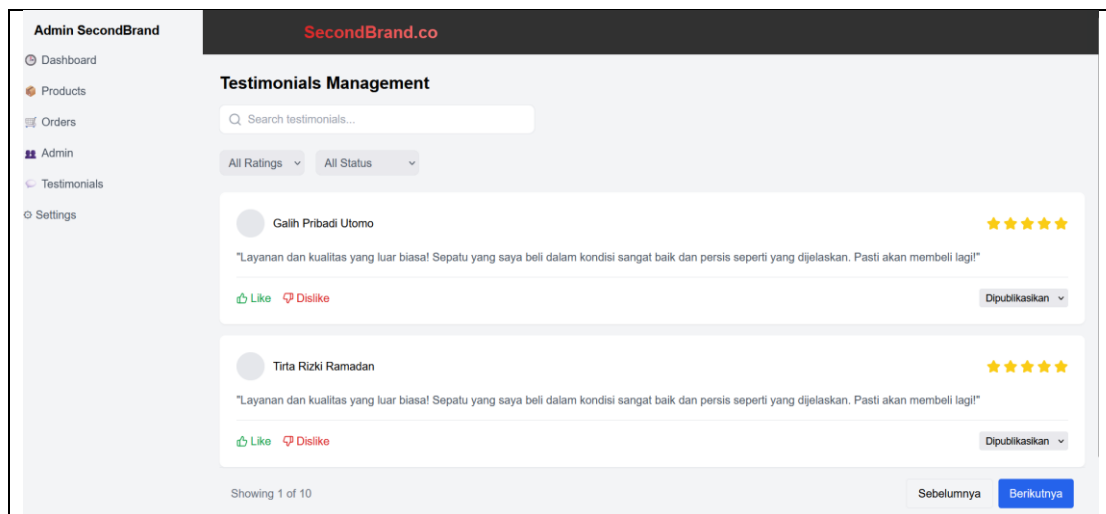 Admin SecondBrand
Dashboard
Products
Orders
Admin
Testimonials
Settings
SecondBrand.co
Testimonials Management
Search testimonials...
All Ratings All Status
Galih Pribadi Utomo
"Layanan dan kualitas yang luar biasa! Sepatu yang saya beli dalam kondisi sangat baik dan persis seperti yang dijelaskan. Pasti akan membeli lagi!"
Like Dislike Dipublikasikan
Tirta Rizki Ramadan
"Layanan dan kualitas yang luar biasa! Sepatu yang saya beli dalam kondisi sangat baik dan persis seperti yang dijelaskan. Pasti akan membeli lagi!"
Like Dislike Dipublikasikan
Showing 1 of 10 Sebelumnya Berikutnya